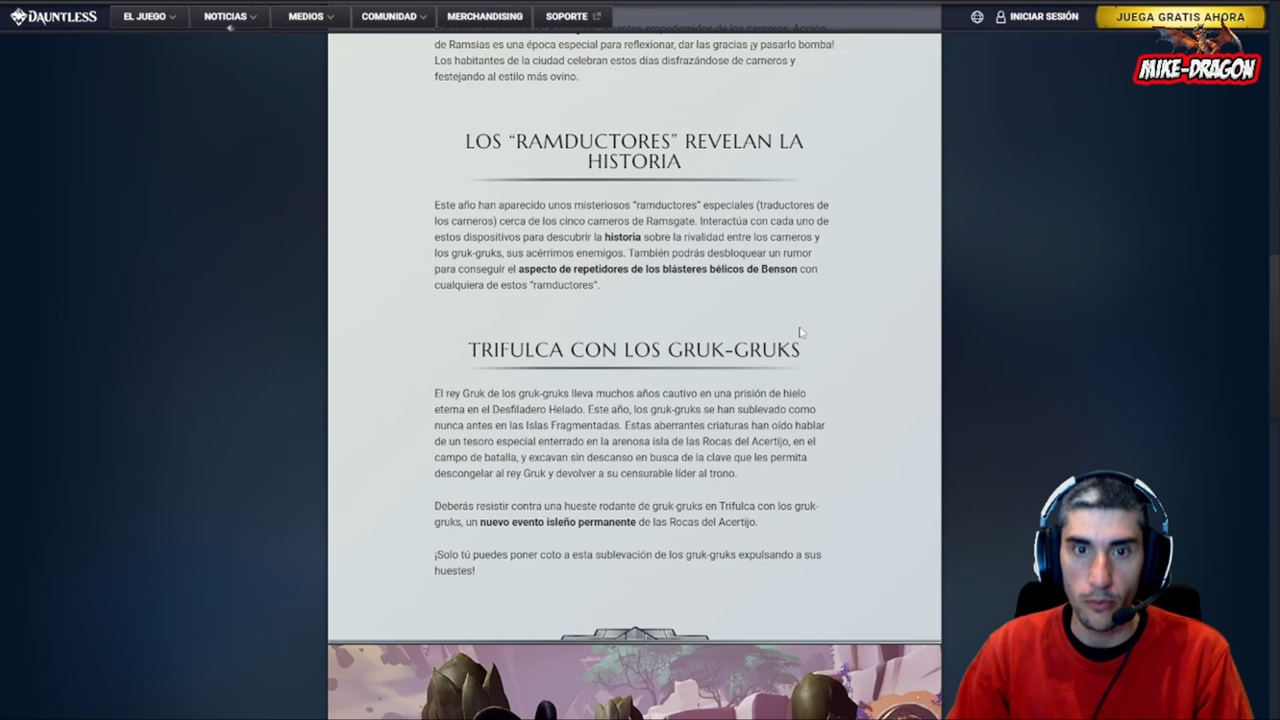 DAUNTLESS
EL JUEGO
NOTICIAS
MEDIOS
COMUNIDAD
MERCHANDISING
SOPORTE
INICIAR SESIÓN
JUEGA GRATIS AHORA
MIKE-DRAGON
de Ramsias es una época especial para reflexionar, dar las gracias ¡y pasarlo bomba!
Los habitantes de la ciudad celebran estos días disfrazándose de carneros y
festejando al estilo más ovino.
LOS “RAMDUCTORES” REVELAN LA
HISTORIA
Este año han aparecido unos misteriosos “ramductores” especiales (traductores de
los carneros) cerca de los cinco carneros de Ramsgate. Interactúa con cada uno de
estos dispositivos para descubrir la historia sobre la rivalidad entre los carneros y
los gruk-gruks, sus acérrimos enemigos. También podrás desbloquear un rumor
para conseguir el aspecto de repetidores de los blásteres bélicos de Benson con
cualquiera de estos “ramductores”.
TRIFULCA CON LOS GRUK-GRUKS
El rey Gruk de los gruk-gruks lleva muchos años cautivo en una prisión de hielo
eterna en el Desfiladero Helado. Este año, los gruk-gruks se han sublevado como
nunca antes en las Islas Fragmentadas. Estas aberrantes criaturas han oído hablar
de un tesoro especial enterrado en la arenosa isla de las Rocas del Acertijo, en el
campo de batalla, y excavan sin descanso en busca de la clave que les permita
descongelar al rey Gruk y devolver a su censurable líder al trono.
Deberás resistir contra una hueste rodante de gruk-gruks en Trifulca con los gruk-
gruks, un nuevo evento isleño permanente de las Rocas del Acertijo.
¡Solo tú puedes poner coto a esta sublevación de los gruk-gruks expulsando a sus
huestes!